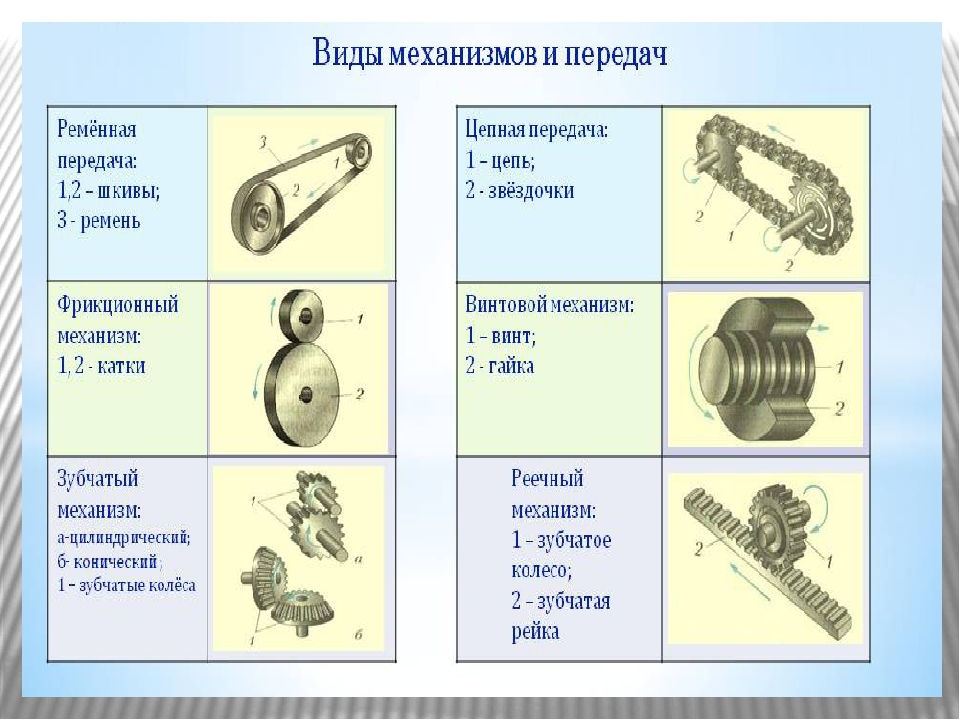 Виды механизмов и передач
Ремённая
передача:
1,2 – шкивы;
3 - ремень
3
1
2
Цепная передача:
1 – цепь;
2 - звёздочки
2
1
2
Фрикционный
механизм:
1, 2 - катки
1
2
Винтовой механизм:
1 – винт;
2 - гайка
1
2
Зубчатый
механизм:
а-цилиндрический;
б- конический;
1 – зубчатые колёса
1
а
1
б
Реечный
механизм:
1 – зубчатое
колесо;
2 – зубчатая
рейка
2
1